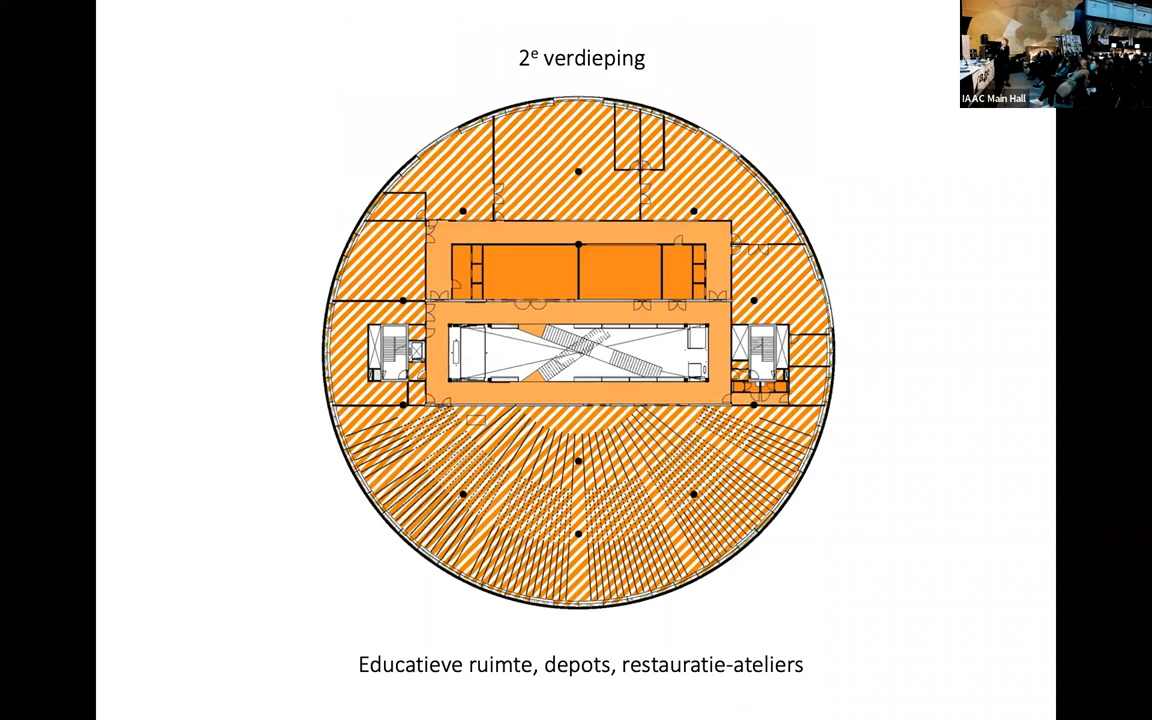 2e verdieping
IAAC Main Hall
Educatieve ruimte, depots, restauratie-ateliers